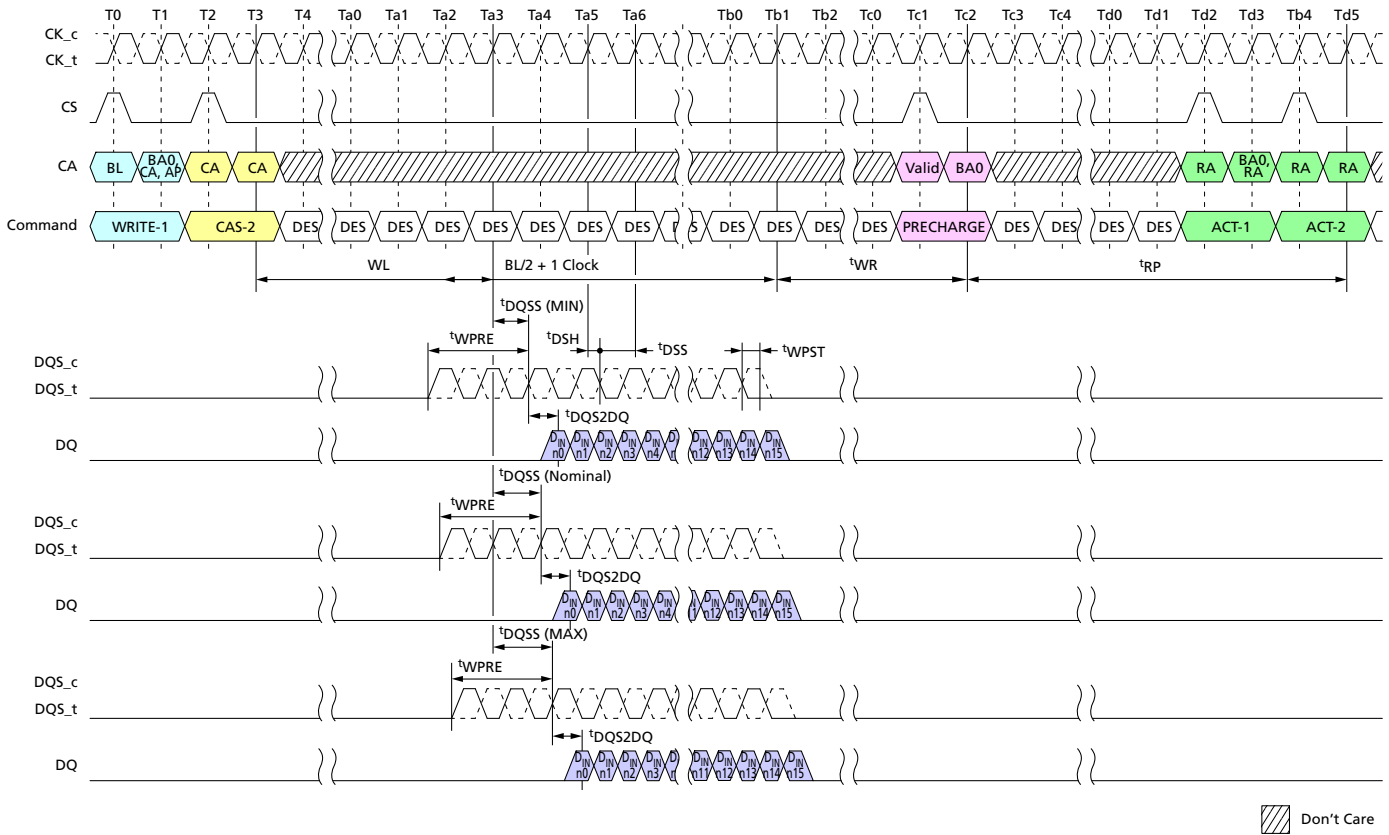 T0 T1 T2 T3 T4 Ta0 Ta1 Ta2 Ta3 Ta4 Ta5 Ta6 Tb0 Tb1 Tb2 Tc0 Tc1 Tc2 Tc3 Tc4 Td0 Td1 Td2 Td3 Tb4 Td5
CK_c
CK_t
CS
CA BL BA0, CA, AP CA CA Valid BA0 RA BA0, RA RA RA
Command WRITE-1 CAS-2 DES DES DES DES DES DES DES DES DES DES DES DES PRECHARGE DES DES DES DES ACT-1 ACT-2
WL BL/2 + 1 Clock tWR tRP
tDQSS (MIN)
tWPRE tDSH tDSS tWPST
DQS_c
DQS_t
tDQS2DQ
DQ DIN n0 DIN n1 DIN n2 DIN n3 DIN n4 DIN n12 DIN n13 DIN n14 DIN n15
tDQSS (Nominal)
tWPRE
DQS_c
DQS_t
tDQS2DQ
DQ DIN n0 DIN n1 DIN n2 DIN n3 DIN n4 DIN n12 DIN n13 DIN n14 DIN n15
tDQSS (MAX)
tWPRE
DQS_c
DQS_t
tDQS2DQ
DQ DIN n0 DIN n1 DIN n2 DIN n3 DIN n11 DIN n12 DIN n13 DIN n14 DIN n15
Don't Care